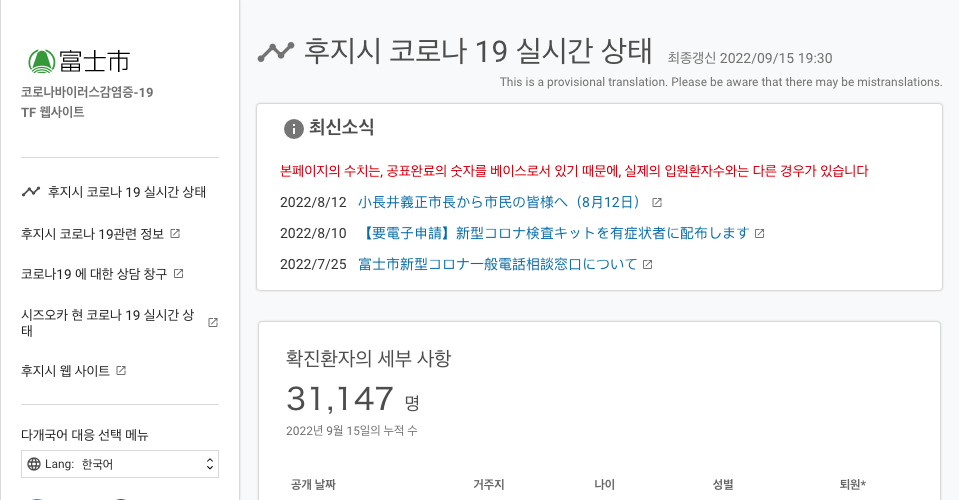 富士市
코로나바이러스감염증-19
TF 웹사이트
후지시 코로나 19 실시간 상태
후지시 코로나 19관련 정보
코로나19 에 대한 상담 창구
시즈오카 현 코로나 19 실시간 상
태
후지시 웹 사이트
다개국어 대응 선택 메뉴
Lang: 한국어
후지시 코로나 19 실시간 상태 최종갱신 2022/09/15 19:30
This is a provisional translation. Please be aware that there may be mistranslations.
최신소식
본페이지의 수치는, 공표완료의 숫자를 베이스로서 있기 때문에, 실제의 입원환자수와는 다른 경우가 있습니다
2022/8/12 小長井義正市長から市民の皆様へ（8月12日）
2022/8/10 【要電子申請】新型コロナ検査キットを有症状者に配布します
2022/7/25 富士市新型コロナ一般電話相談窓口について
확진환자의 세부 사항
31,147 명
2022년 9월 15일의 누적 수
공개 날짜 거주지 나이 성별 퇴원*